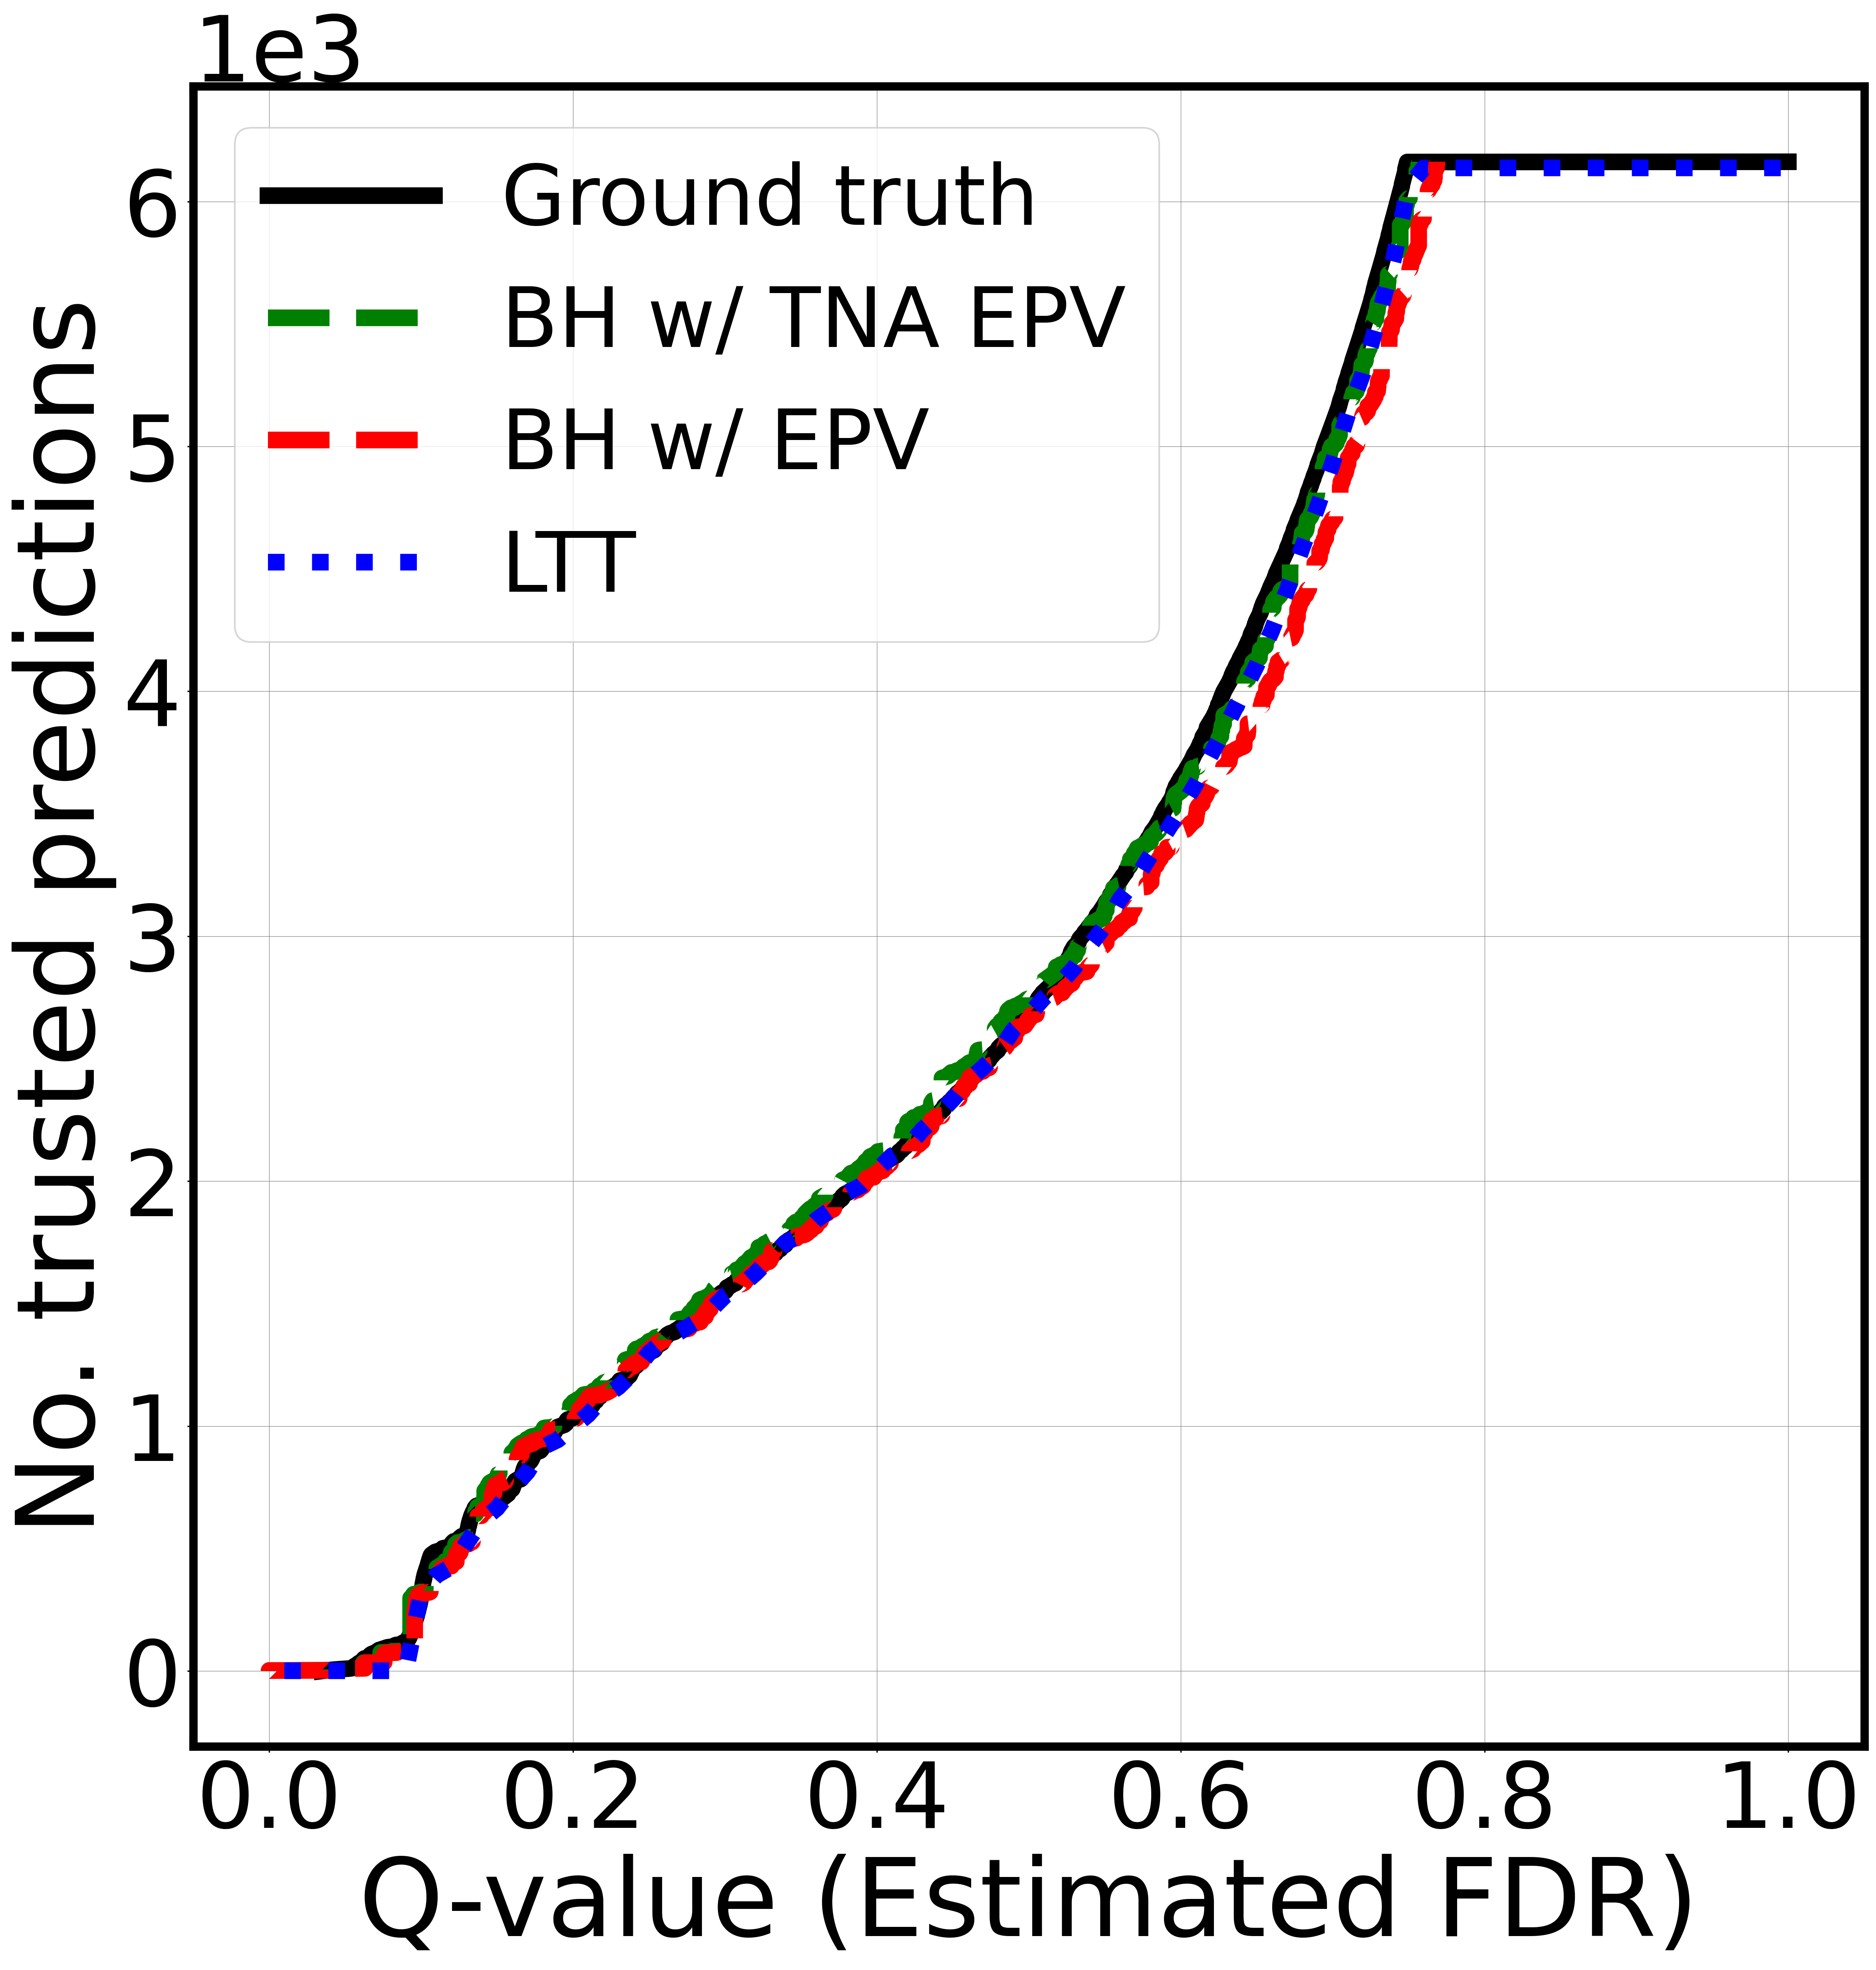 1e3
Ground truth
BH w/ TNA EPV
BH w/ EPV
LTT
No. trusted predictions
6
5
4
3
2
1
0
0.0 0.2 0.4 0.6 0.8 1.0
Q-value (Estimated FDR)